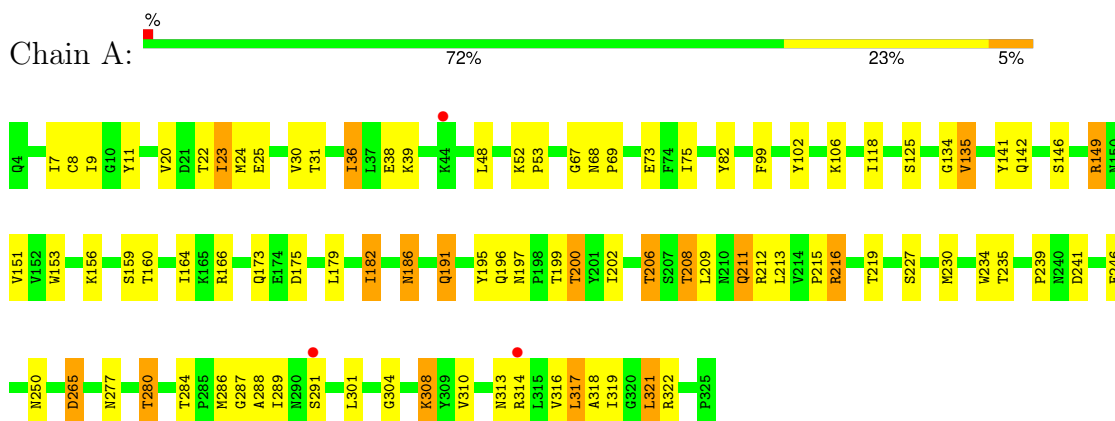 %
Chain A:
72% 23% 5%
Q4 I7 C8 I9 G10 Y11 V20 D21 T22 I23 M24 E25 V30 T31 I36 L37 E38 K39 K44 L48 K52 P53 G67 N68 P69 E73 F74 I75 Y82 F99 Y102 K106 I118 S125 G134 V135 Y141 Q142 S146 R149 N150
V151 V152 W153 K156 S159 T160 I164 K165 R166 Q173 E174 D175 L179 I182 N186 Q191 Y195 Q196 N197 P198 T199 T200 Y201 I202 T206 S207 T208 L209 N210 Q211 R212 L213 V214 P215 R216 T219 S227 M230 W234 T235 P239 N240 D241
N250 D265 N277 T280 T284 P285 M286 G287 A288 I289 N290 S291 L301 G304 K308 Y309 V310 N313 R314 L315 V316 L317 A318 I319 G320 L321 R322 P325